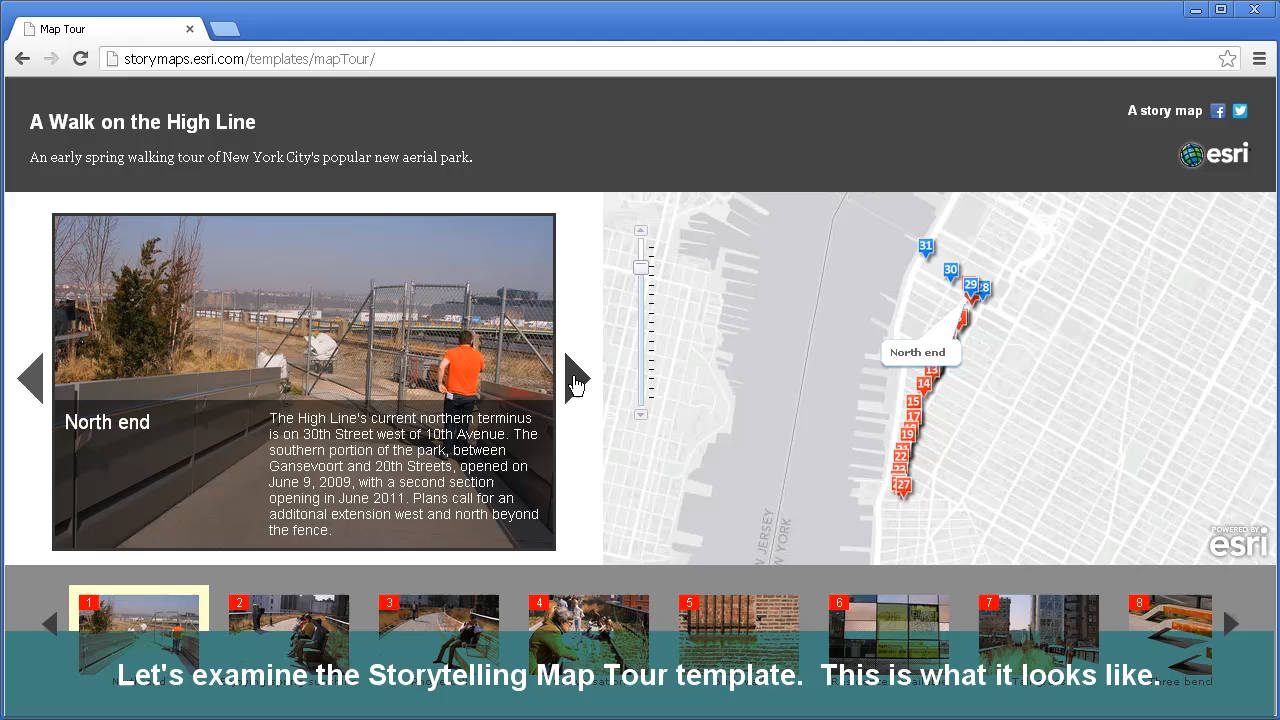 Map Tour
storymaps.esri.com/templates/mapTour/
A Walk on the High Line
An early spring walking tour of New York City's popular new aerial park.
A story map
esri
North end
The High Line's current northern terminus
is on 30th Street west of 10th Avenue. The
southern portion of the park, between
Gansevoort and 20th Streets, opened on
June 9, 2009, with a second section
opening in June 2011. Plans call for an
additonal extension west and north beyond
the fence.
31
30
29
28
North end
13
14
15
17
19
22
27
NEW JERSEY
NEW YORK
POWERED BY
esri
1
2
3
4
5
6
7
8
Three bend
Let's examine the Storytelling Map Tour template. This is what it looks like.